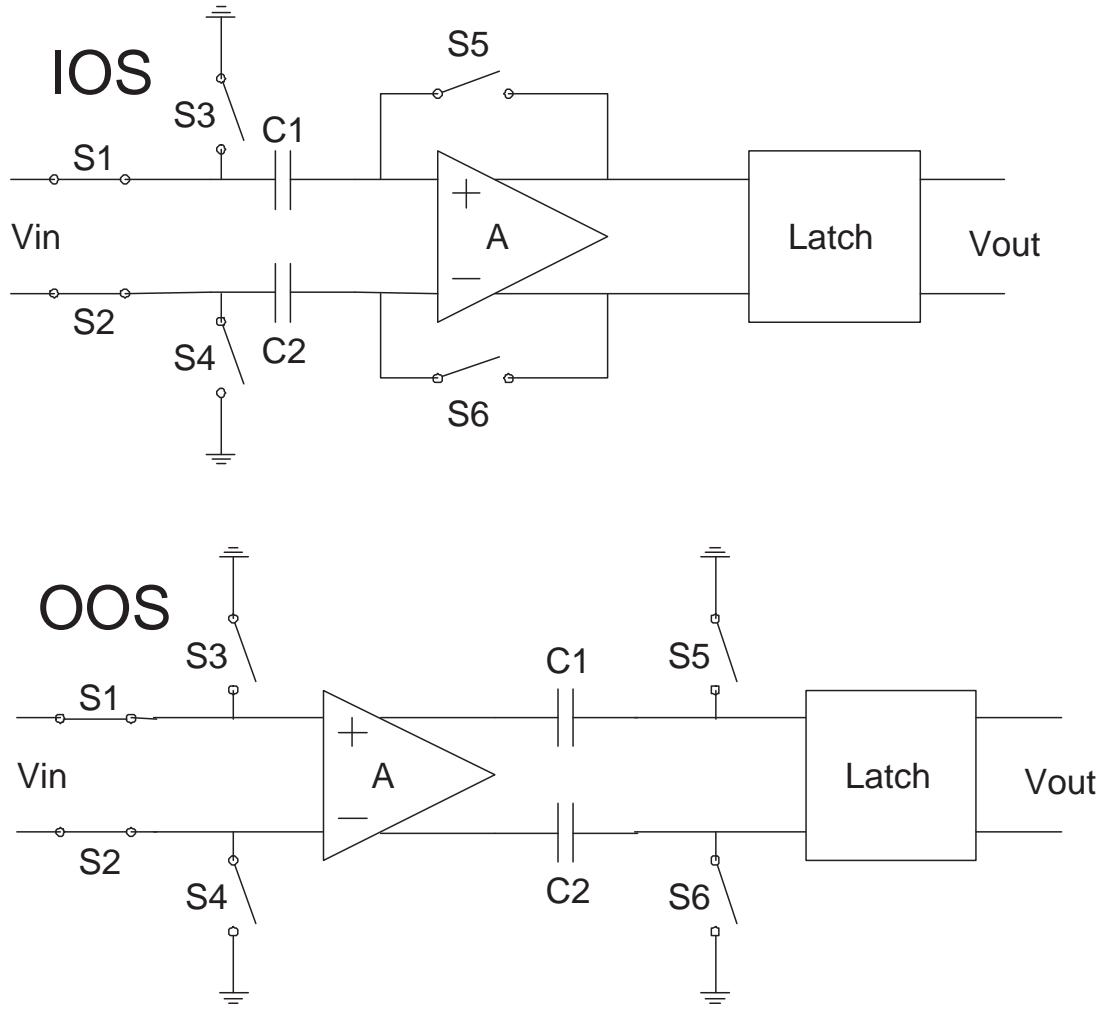 IOS
S5
S3
C1
S1
+
Vin
A
Latch
Vout
−
S2
S4
C2
S6
OOS
S3
C1
S5
S1
+
Vin
A
Latch
Vout
−
S2
S4
C2
S6